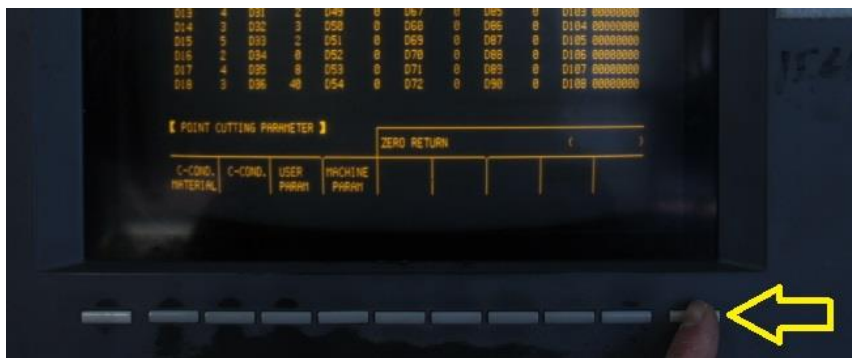 D13 4 D31 2 D49 0 D67 0 D85 0 D103 00000000
D14 3 D32 3 D50 0 D68 0 D86 0 D104 00000000
D15 5 D33 2 D51 0 D69 0 D87 0 D105 00000000
D16 2 D34 0 D52 0 D70 0 D88 0 D106 00000000
D17 4 D35 8 D53 0 D71 0 D89 0 D107 00000000
D18 3 D36 40 D54 0 D72 0 D90 0 D108 00000000
【 POINT CUTTING PARAMETER 】
ZERO RETURN ( )
C-COND. MATERIAL
C-COND.
USER PARAM
MACHINE PARAM